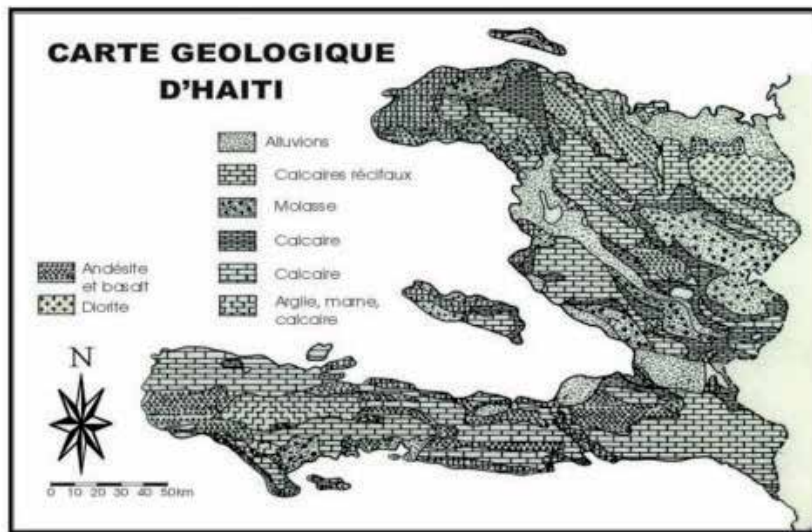 CARTE GEOLOGIQUE
D'HAITI
Alluvions
Calcaires récifaux
Molasse
Calcaire
Calcaire
Argile, marne,
calcaire
Andésite
et basalt
Diorite
N
0 10 20 30 40 50km